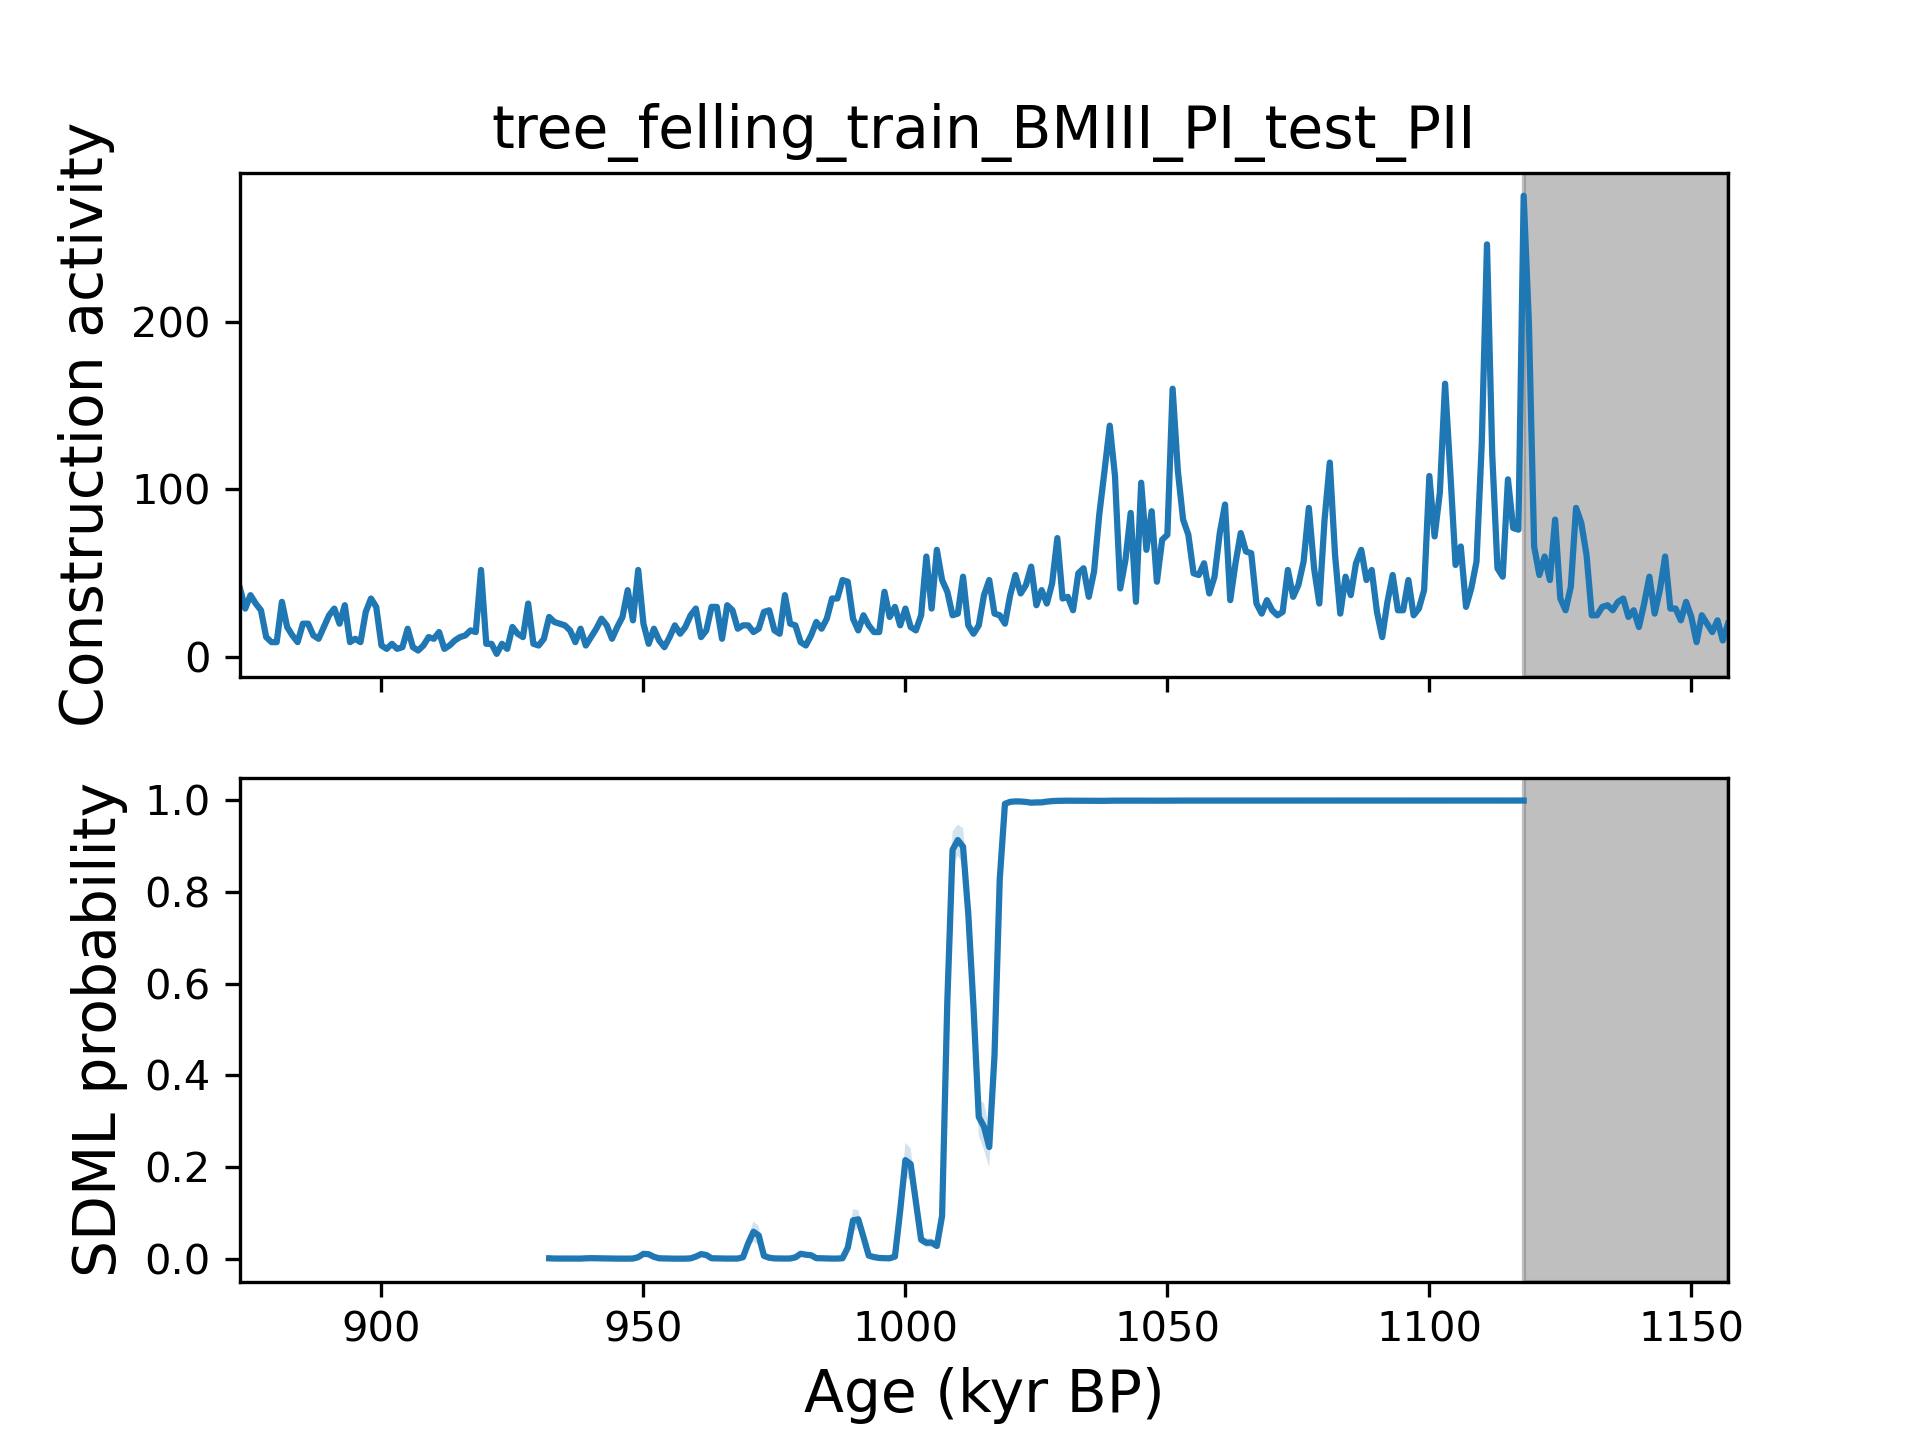 tree_felling_train_BMIII_PI_test_PII
Construction activity
200
100
0
SDML probability
1.0
0.8
0.6
0.4
0.2
0.0
900 950 1000 1050 1100 1150
Age (kyr BP)